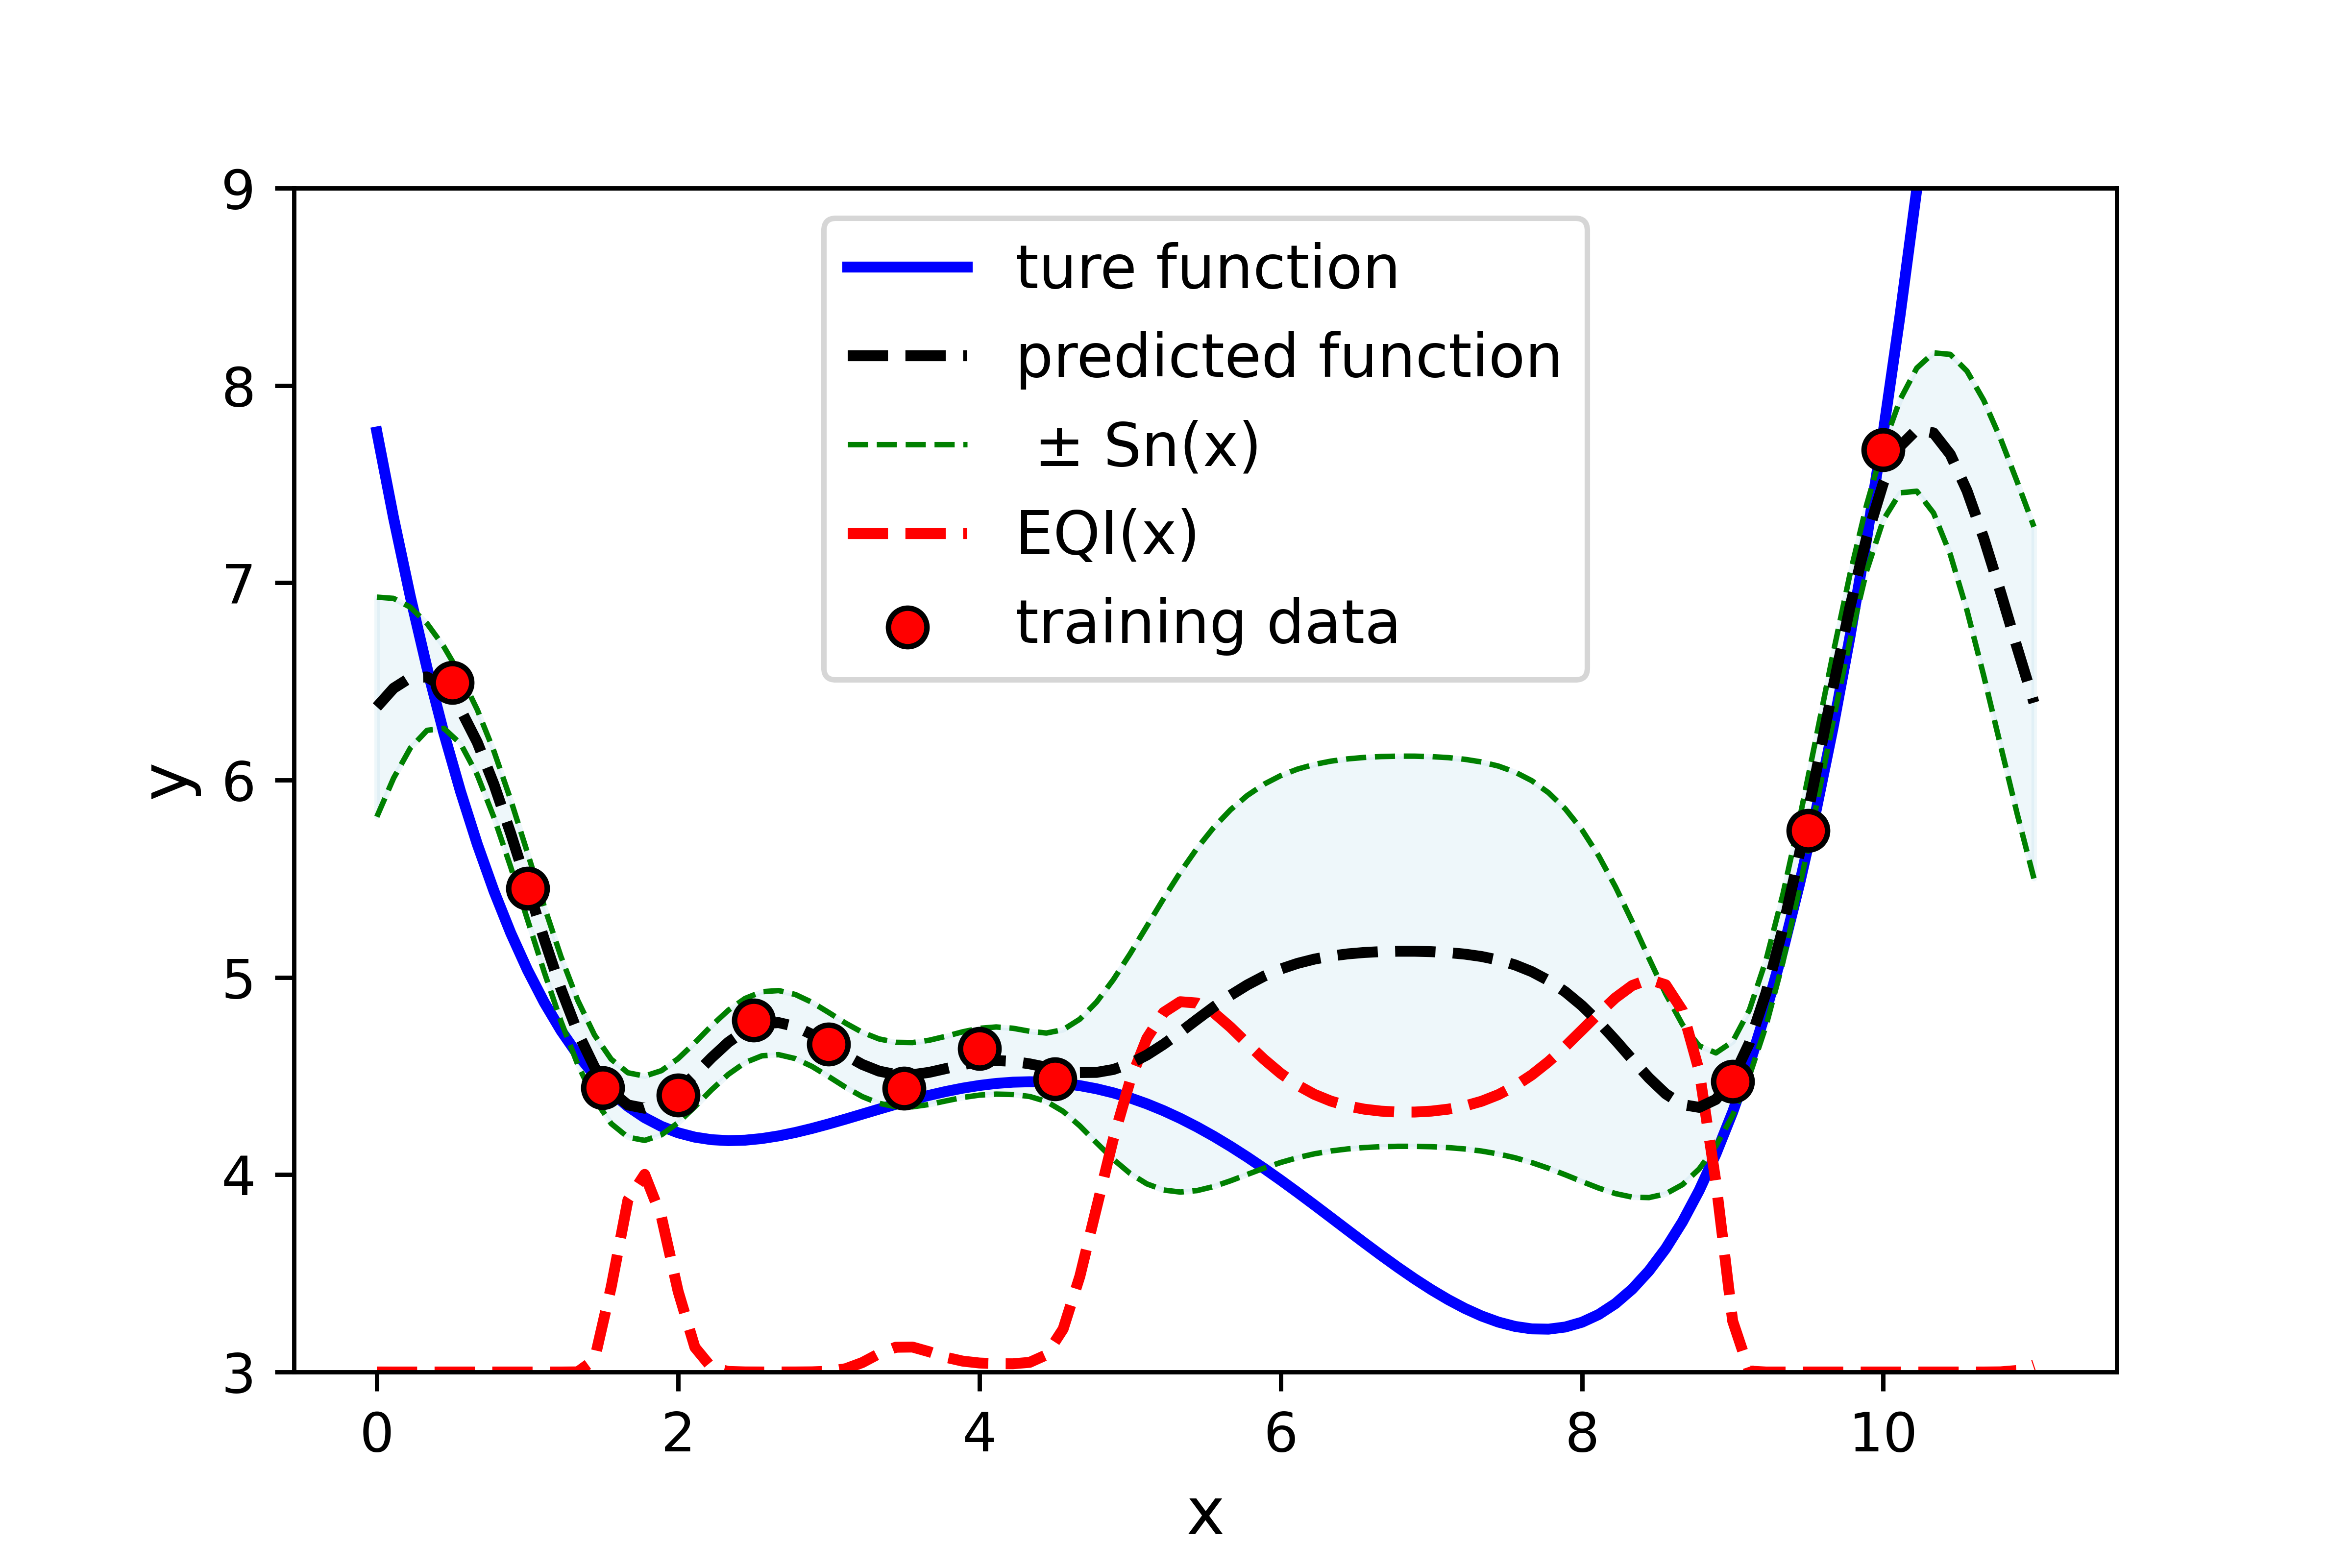 9
8
7
6
5
4
3
y
ture function
predicted function
± Sn(x)
EQI(x)
training data
0 2 4 6 8 10
x